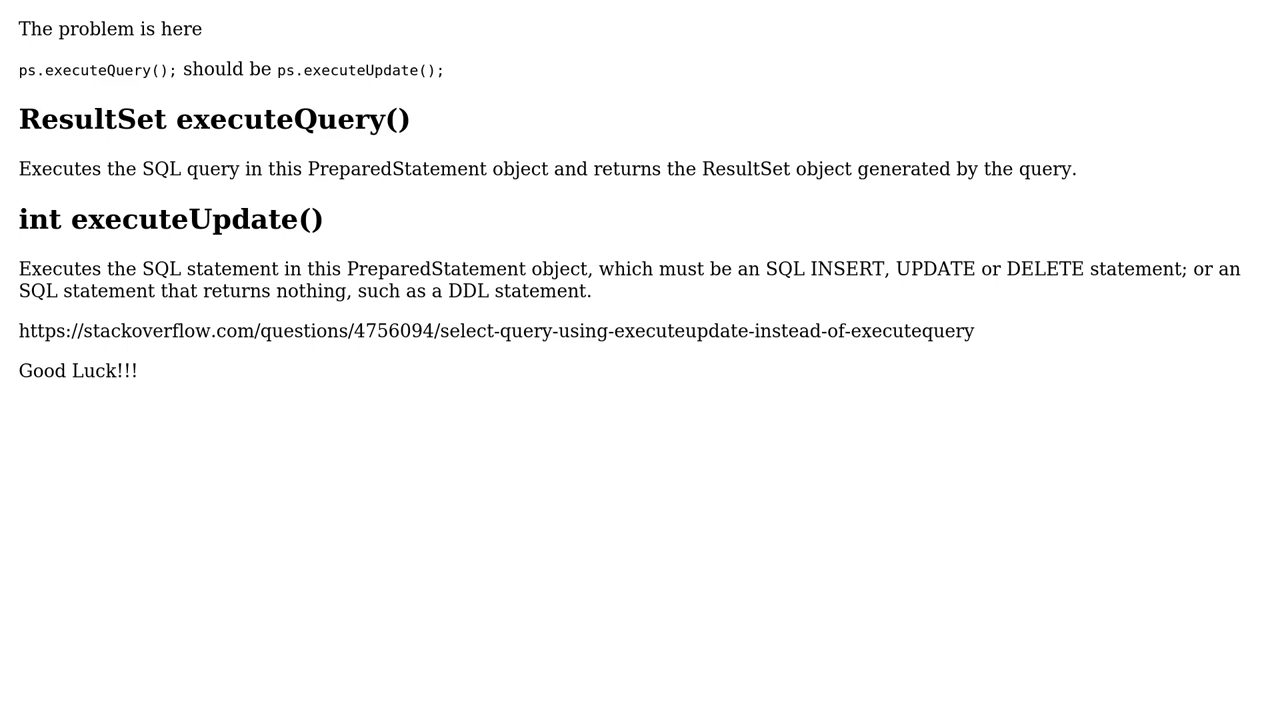 The problem is here
ps.executeQuery(); should be ps.executeUpdate();
ResultSet executeQuery()
Executes the SQL query in this PreparedStatement object and returns the ResultSet object generated by the query.
int executeUpdate()
Executes the SQL statement in this PreparedStatement object, which must be an SQL INSERT, UPDATE or DELETE statement; or an
SQL statement that returns nothing, such as a DDL statement.
https://stackoverflow.com/questions/4756094/select-query-using-executeupdate-instead-of-executequery
Good Luck!!!